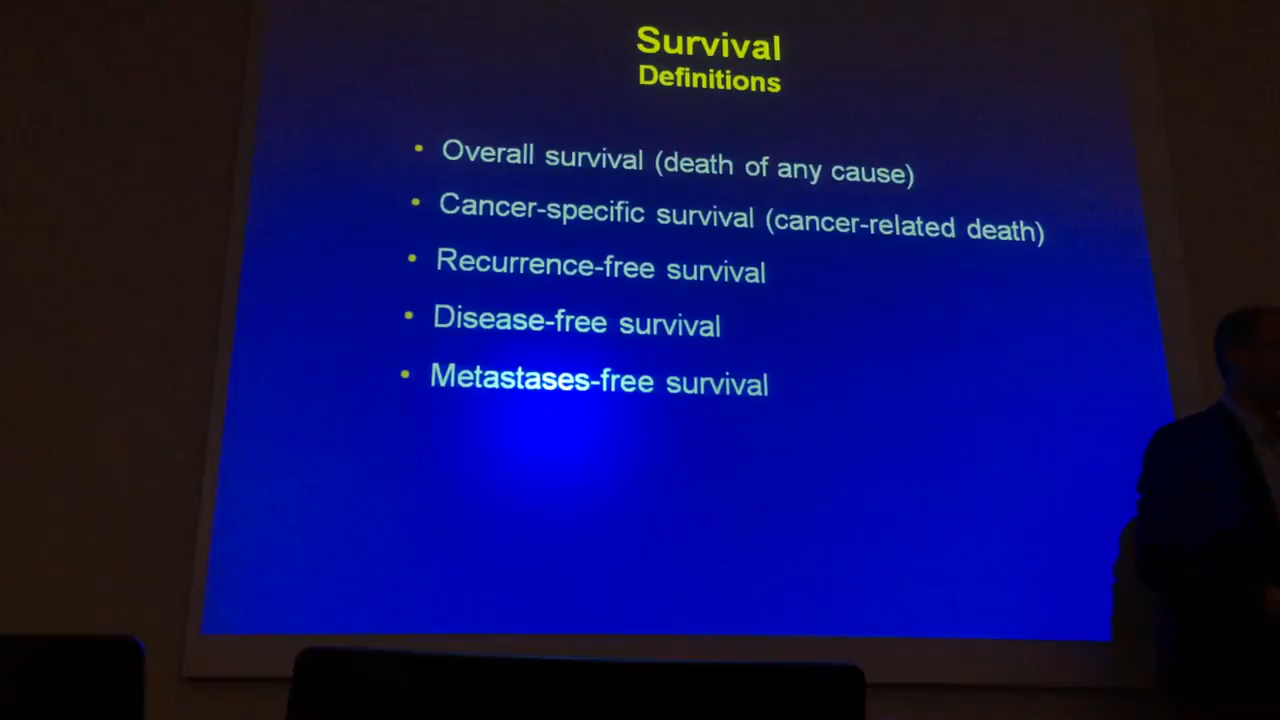 Survival
Definitions
• Overall survival (death of any cause)
• Cancer-specific survival (cancer-related death)
• Recurrence-free survival
• Disease-free survival
• Metastases-free survival